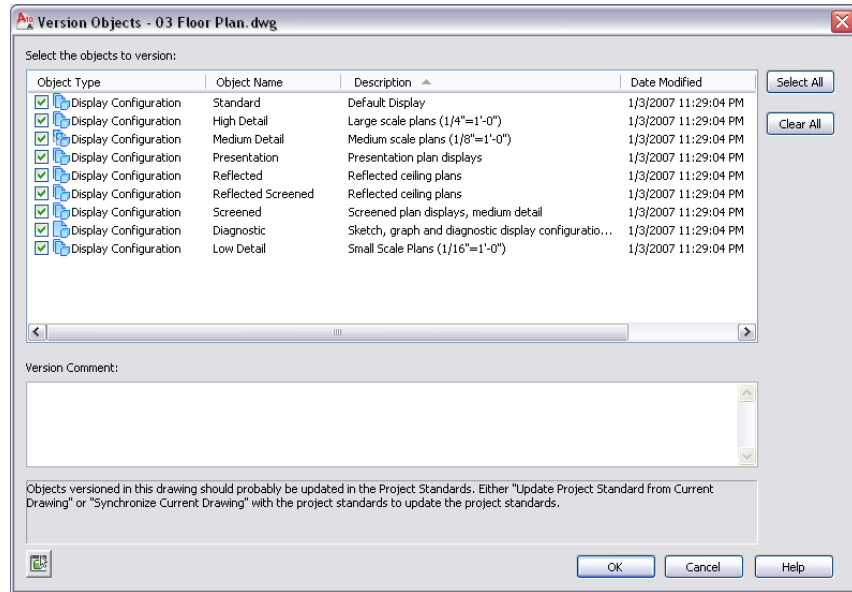 Version Objects - 03 Floor Plan.dwg
Select the objects to version:
Object Type Object Name Description Date Modified
Select All
Display Configuration Standard Default Display 1/3/2007 11:29:04 PM
Display Configuration High Detail Large scale plans (1/4"=1'-0") 1/3/2007 11:29:04 PM
Clear All
Display Configuration Medium Detail Medium scale plans (1/8"=1'-0") 1/3/2007 11:29:04 PM
Display Configuration Presentation Presentation plan displays 1/3/2007 11:29:04 PM
Display Configuration Reflected Reflected ceiling plans 1/3/2007 11:29:04 PM
Display Configuration Reflected Screened Reflected ceiling plans 1/3/2007 11:29:04 PM
Display Configuration Screened Screened plan displays, medium detail 1/3/2007 11:29:04 PM
Display Configuration Diagnostic Sketch, graph and diagnostic display configuratio... 1/3/2007 11:29:04 PM
Display Configuration Low Detail Small Scale Plans (1/16"=1'-0") 1/3/2007 11:29:04 PM
Version Comment:
Objects versioned in this drawing should probably be updated in the Project Standards. Either "Update Project Standard from Current
Drawing" or "Synchronize Current Drawing" with the project standards to update the project standards.
OK Cancel Help